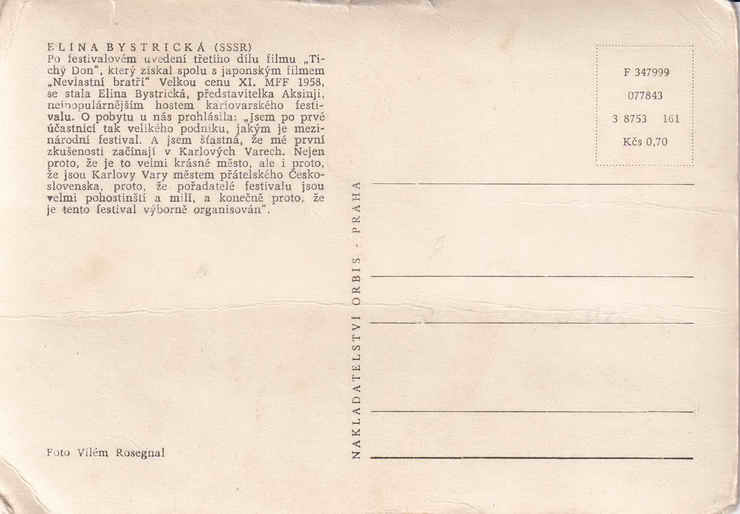 ELINA BYSTRICKÁ (SSSR)
Po festivalovém uvedení třetího dílu filmu „Ti-
chý Don", který získal spolu s japonským filmem
„Nevlastní bratři" Velkou cenu XI. MFF 1958,
se stala Elina Bystrická, představitelka Aksinji,
nejpopulárnějším hostem karlovarského festi-
valu. O pobytu u nás prohlásila: „Jsem po prvé
účastnicí tak velikého podniku, jakým je mezi-
národní festival. A jsem šťastná, že mé první
zkušenosti začínají v Karlových Varech. Nejen
proto, že je to velmi krásné město, ale i proto,
že jsou Karlovy Vary městem přátelského Česko-
slovenska, proto, že pořadatelé festivalu jsou
velmi pohostinští a milí, a konečně proto, že
je tento festival výborně organisován".
Foto Vilém Rosegnal
NAKLADATELSTVÍ ORBIS - PRAHA
F 347999
077843
3 8753 161
Kčs 0,70